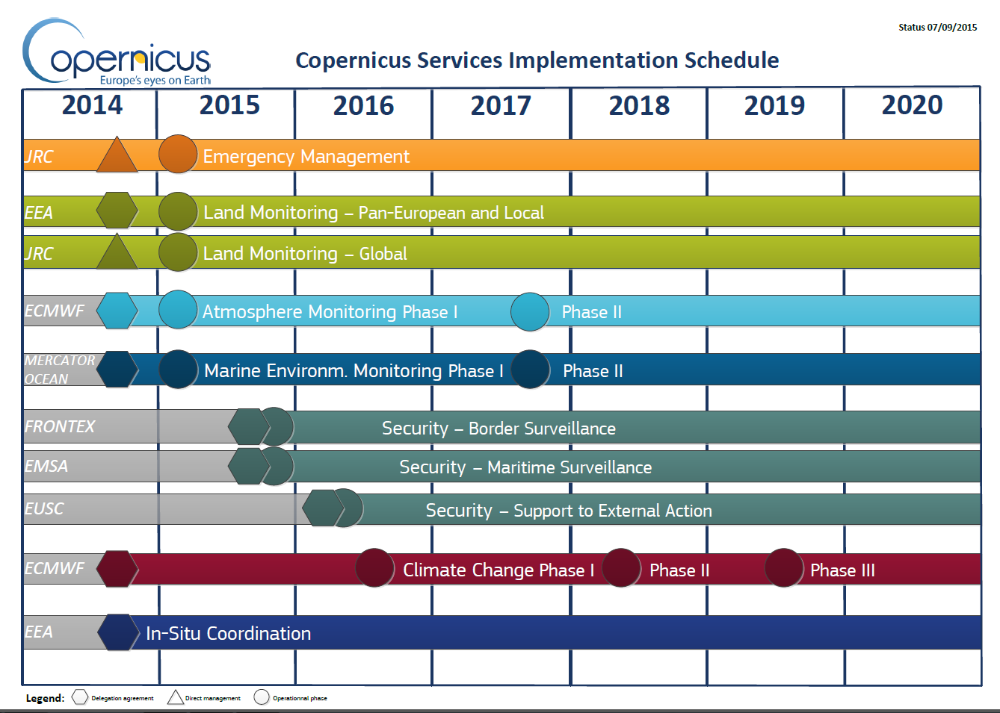 Status 07/09/2015
opernicus
Europe's eyes on Earth
Copernicus Services Implementation Schedule
2014 2015 2016 2017 2018 2019 2020
JRC Emergency Management
EEA Land Monitoring – Pan-European and Local
JRC Land Monitoring – Global
ECMWF Atmosphere Monitoring Phase I Phase II
MERCATOR
OCEAN Marine Environm. Monitoring Phase I Phase II
FRONTEX Security – Border Surveillance
EMSA Security – Maritime Surveillance
EUSC Security – Support to External Action
ECMWF Climate Change Phase I Phase II Phase III
EEA In-Situ Coordination
Legend: Delegation agreement Direct management Operationnal phase